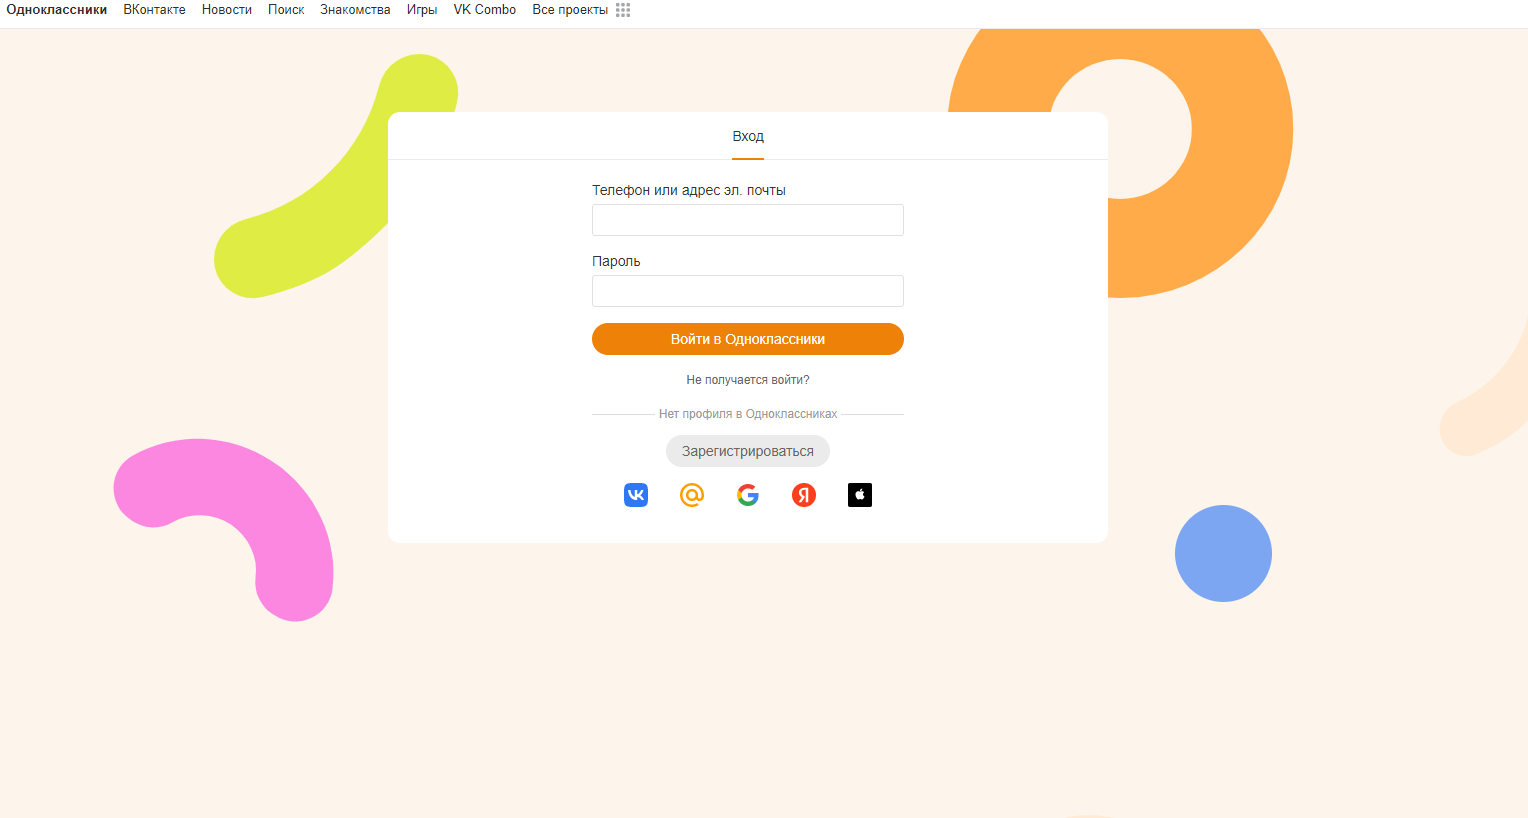 Одноклассники ВКонтакте Новости Поиск Знакомства Игры VK Combo Все проекты
Вход
Телефон или адрес эл. почты
Пароль
Войти в Одноклассники
Не получается войти?
Нет профиля в Одноклассниках
Зарегистрироваться